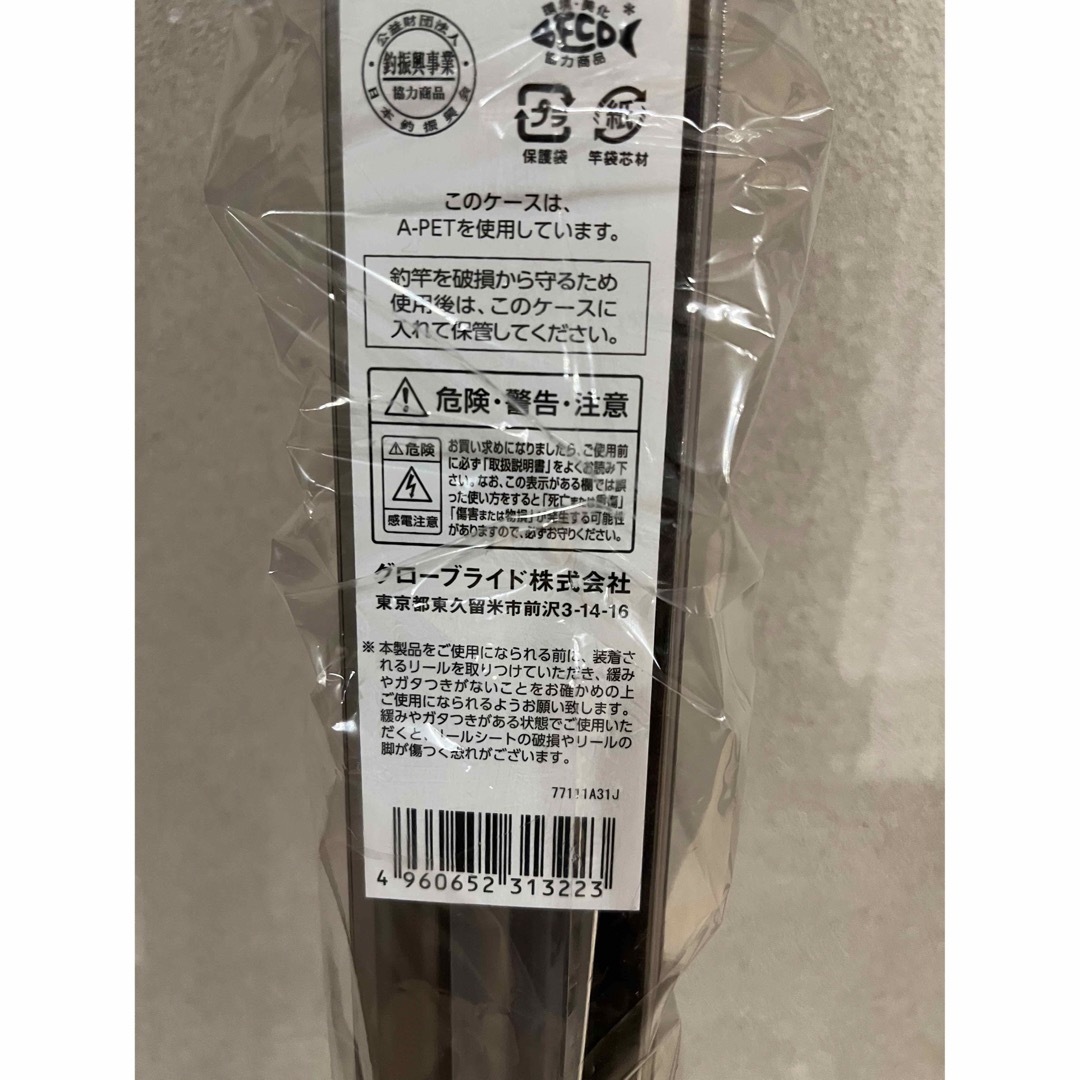 公益財団法人
釣振興事業
協力商品
日本釣振興会
環境・美化
ECO
*
協力商品
プラ
紙
保護袋 竿袋芯材
このケースは、
A-PETを使用しています。
釣竿を破損から守るため
使用後は、このケースに
入れて保管してください。
危険・警告・注意
危険
感電注意
お買い求めになりましたら、ご使用前
に必ず「取扱説明書」をよくお読み下
さい。なお、この表示がある欄では誤
った使い方をすると「死亡または重傷」
「傷害または物損」が発生する可能性
がありますので、必ずお守りください。
グローブライド株式会社
東京都東久留米市前沢3-14-16
※ 本製品をご使用になられる前に、装着さ
れるリールを取りつけていただき、緩み
やガタつきがないことをお確かめの上
ご使用になられるようお願い致します。
緩みやガタつきがある状態でご使用いた
だくと、リールシートの破損やリールの
脚が傷つく恐れがございます。
77111A31J
4 960652 313223